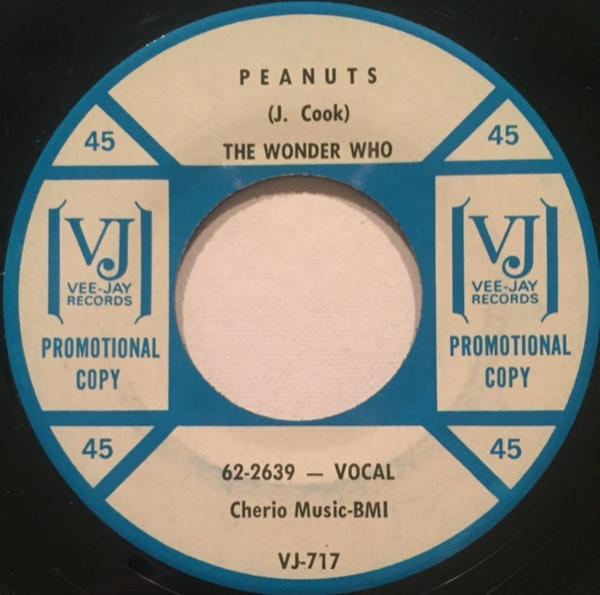 PEANUTS
(J. Cook)
THE WONDER WHO
45
45
VJ
VEE-JAY
RECORDS
PROMOTIONAL
COPY
VJ
VEE-JAY
RECORDS
PROMOTIONAL
COPY
45
45
62-2639 — VOCAL
Cherio Music-BMI
VJ-717